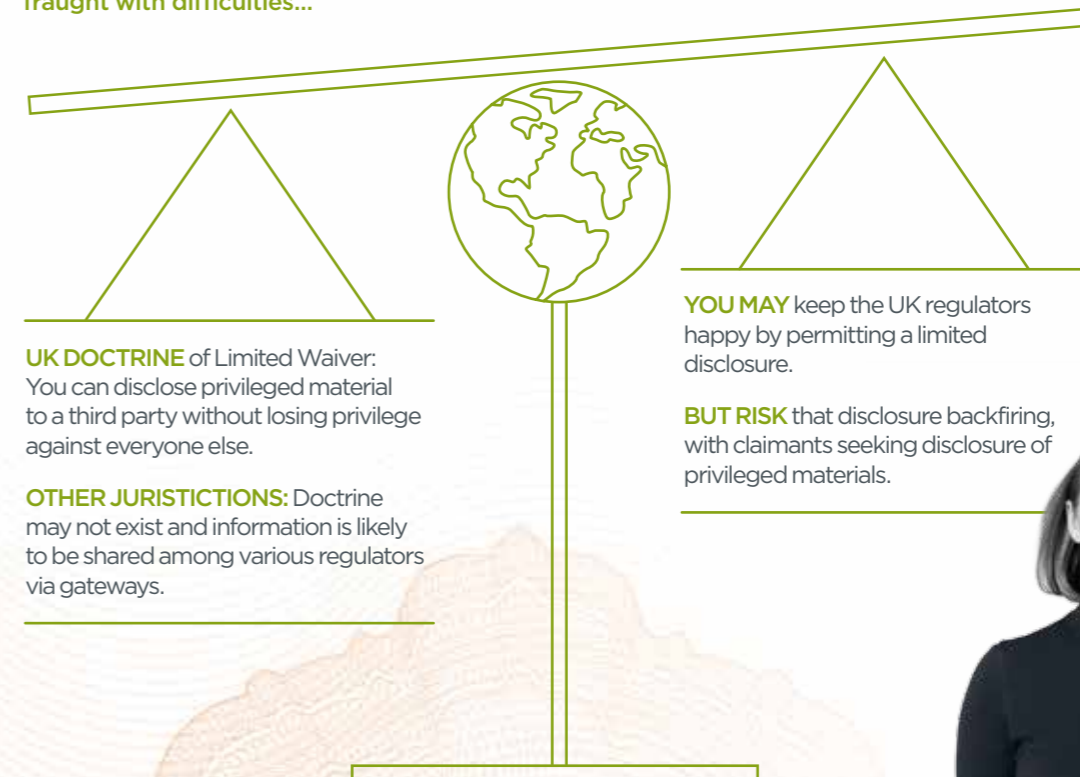 fraught with difficulties...
UK DOCTRINE of Limited Waiver:
You can disclose privileged material
to a third party without losing privilege
against everyone else.
OTHER JURISTICTIONS: Doctrine
may not exist and information is likely
to be shared among various regulators
via gateways.
YOU MAY keep the UK regulators
happy by permitting a limited
disclosure.
BUT RISK that disclosure backfiring,
with claimants seeking disclosure of
privileged materials.